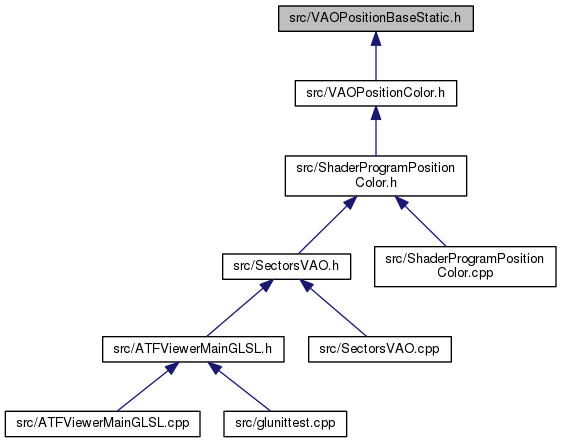 src/VAOPositionBaseStatic.h
src/VAOPositionColor.h
src/ShaderProgramPosition
Color.h
src/SectorsVAO.h
src/ShaderProgramPosition
Color.cpp
src/ATFViewerMainGLSL.h
src/SectorsVAO.cpp
src/ATFViewerMainGLSL.cpp
src/glunittest.cpp